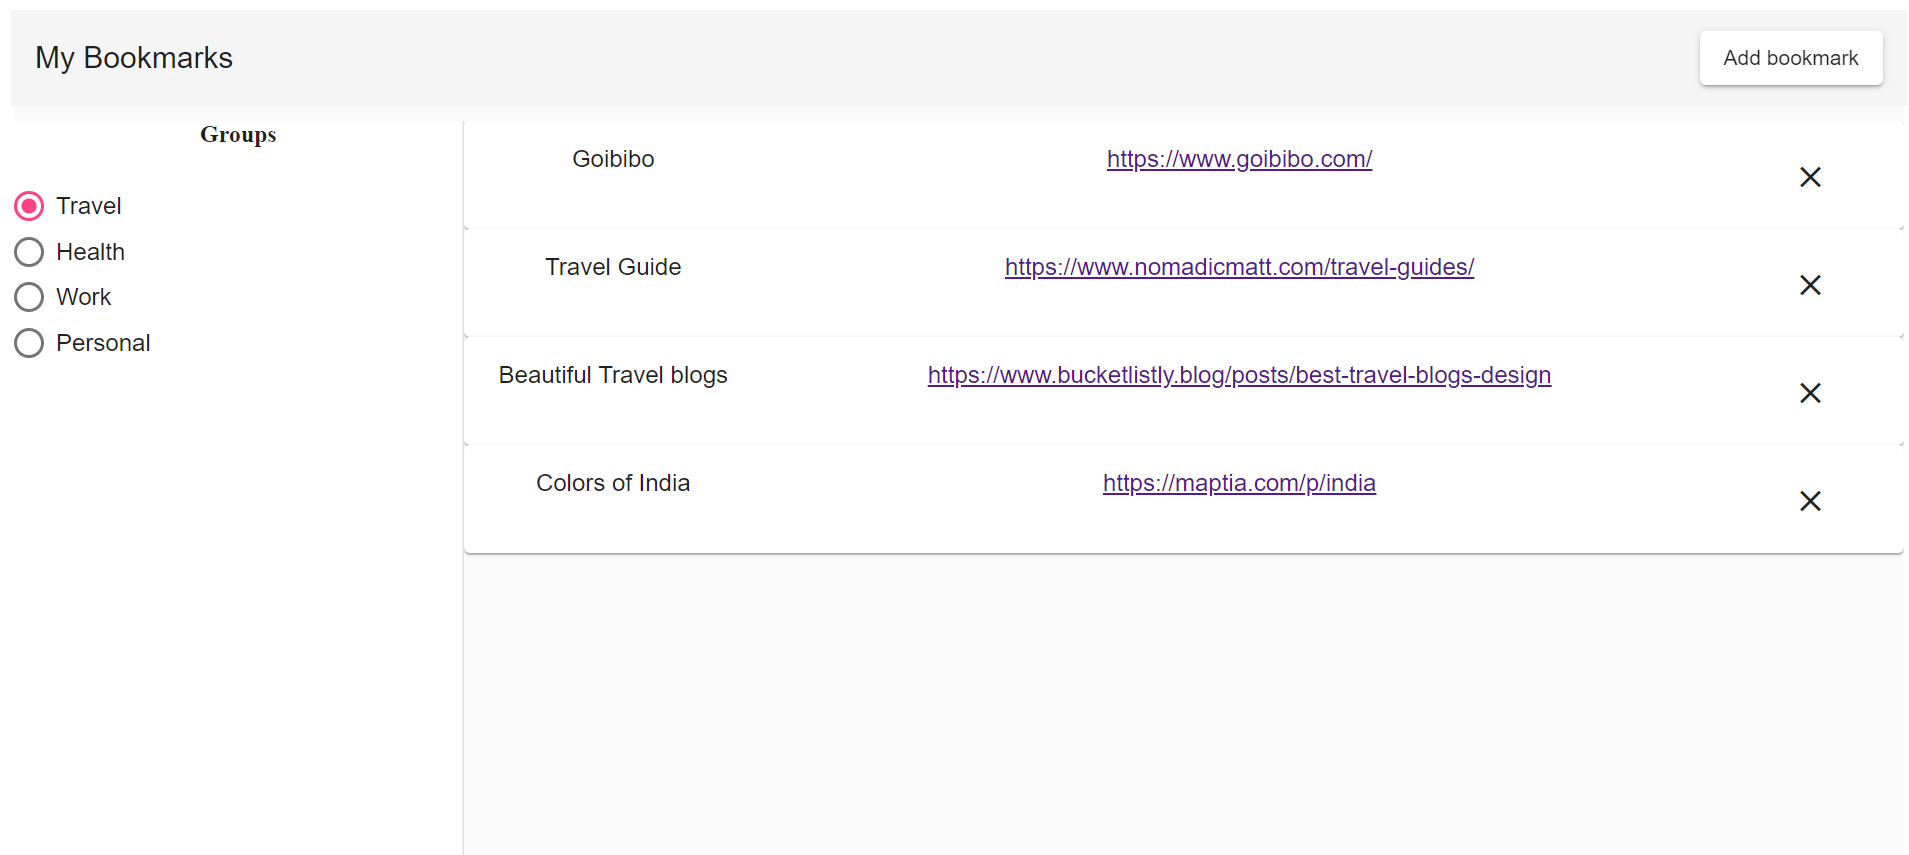 My Bookmarks
Add bookmark
Groups
Travel
Health
Work
Personal
Goibibo https://www.goibibo.com/
Travel Guide https://www.nomadicmatt.com/travel-guides/
Beautiful Travel blogs https://www.bucketlistly.blog/posts/best-travel-blogs-design
Colors of India https://maptia.com/p/india